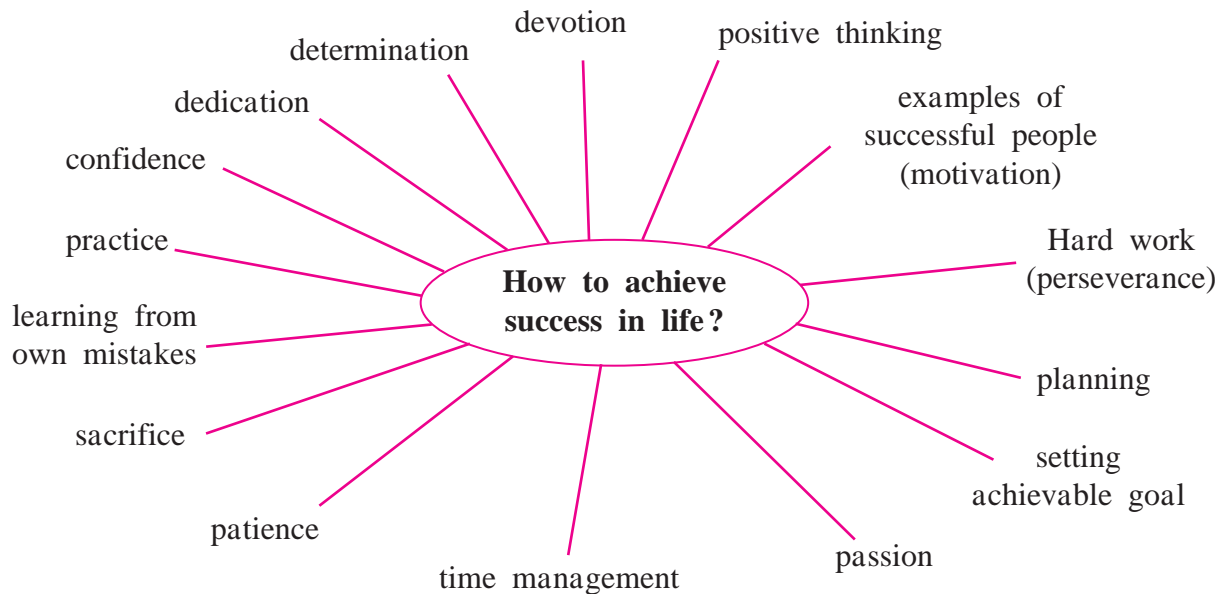 devotion
positive thinking
determination
dedication
examples of
successful people
(motivation)
confidence
practice
Hard work
(perseverance)
How to achieve
success in life?
learning from
own mistakes
planning
sacrifice
setting
achievable goal
patience
passion
time management